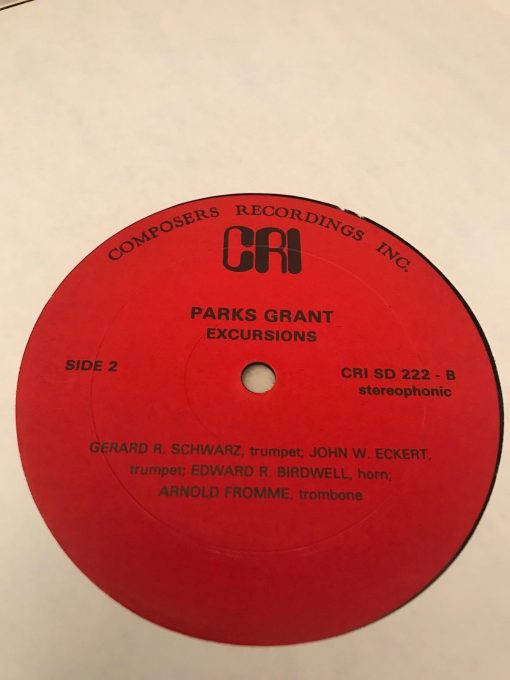 COMPOSERS RECORDINGS INC.
CRI
PARKS GRANT
EXCURSIONS
SIDE 2
CRI SD 222 - B
stereophonic
GERARD R. SCHWARZ, trumpet; JOHN W. ECKERT,
trumpet; EDWARD R. BIRDWELL, horn;
ARNOLD FROMME, trombone